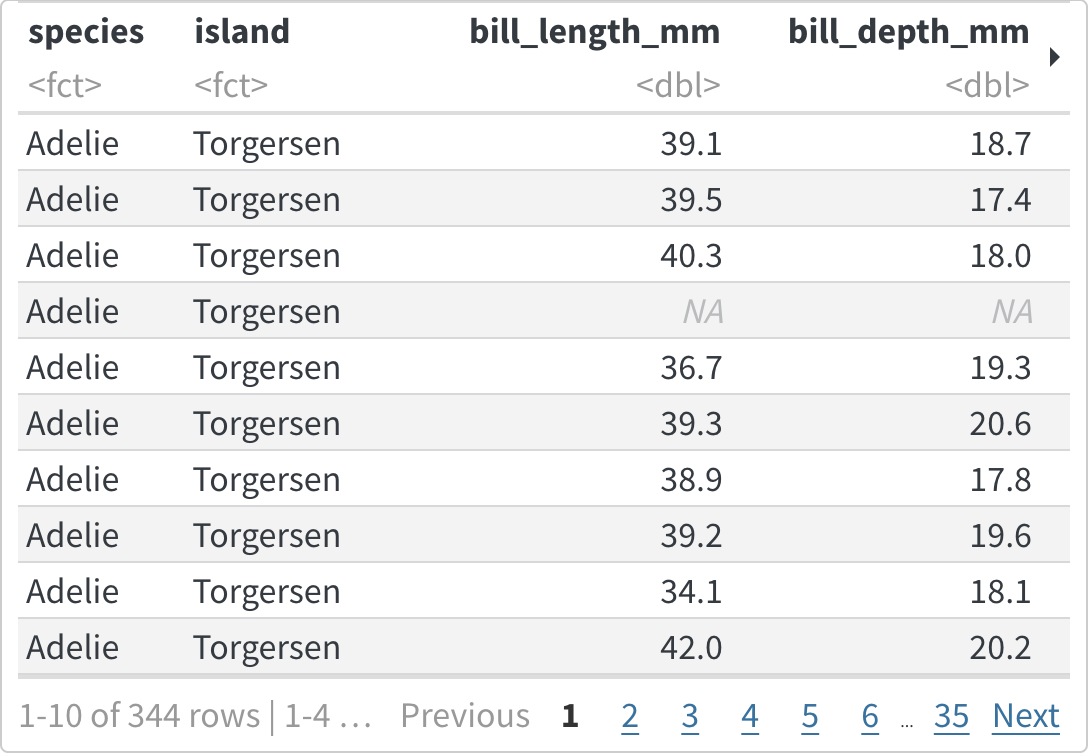 species island bill_length_mm bill_depth_mm
<fct> <fct> <dbl> <dbl>
Adelie Torgersen 39.1 18.7
Adelie Torgersen 39.5 17.4
Adelie Torgersen 40.3 18.0
Adelie Torgersen NA NA
Adelie Torgersen 36.7 19.3
Adelie Torgersen 39.3 20.6
Adelie Torgersen 38.9 17.8
Adelie Torgersen 39.2 19.6
Adelie Torgersen 34.1 18.1
Adelie Torgersen 42.0 20.2
1-10 of 344 rows | 1-4 … Previous 1 2 3 4 5 6 ... 35 Next